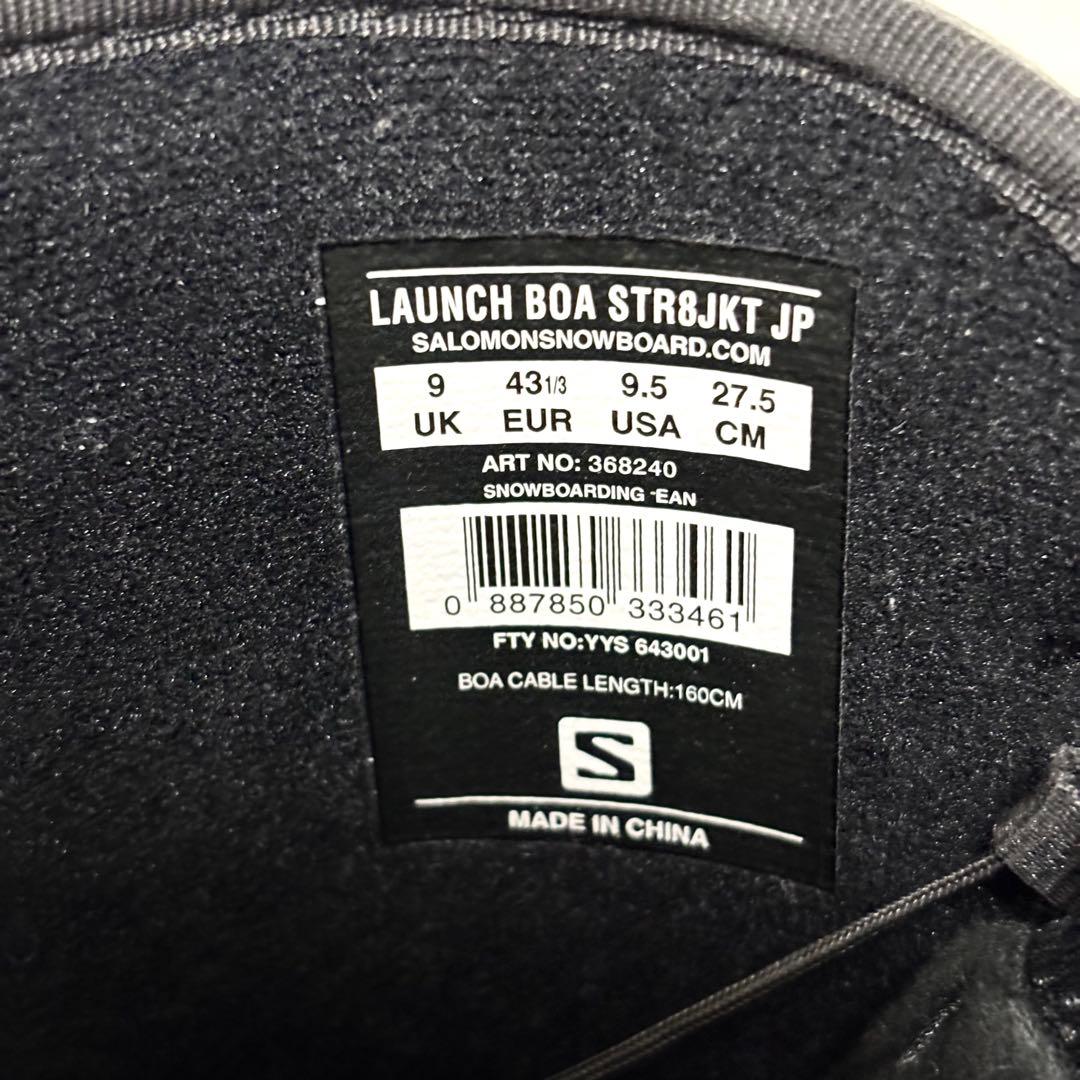 LAUNCH BOA STR8JKT JP
SALOMONSNOWBOARD.COM
9 43 1/3 9.5 27.5
UK EUR USA CM
ART NO: 368240
SNOWBOARDING -EAN
0 887850 333461
FTY NO:YYS 643001
BOA CABLE LENGTH:160CM
S
MADE IN CHINA